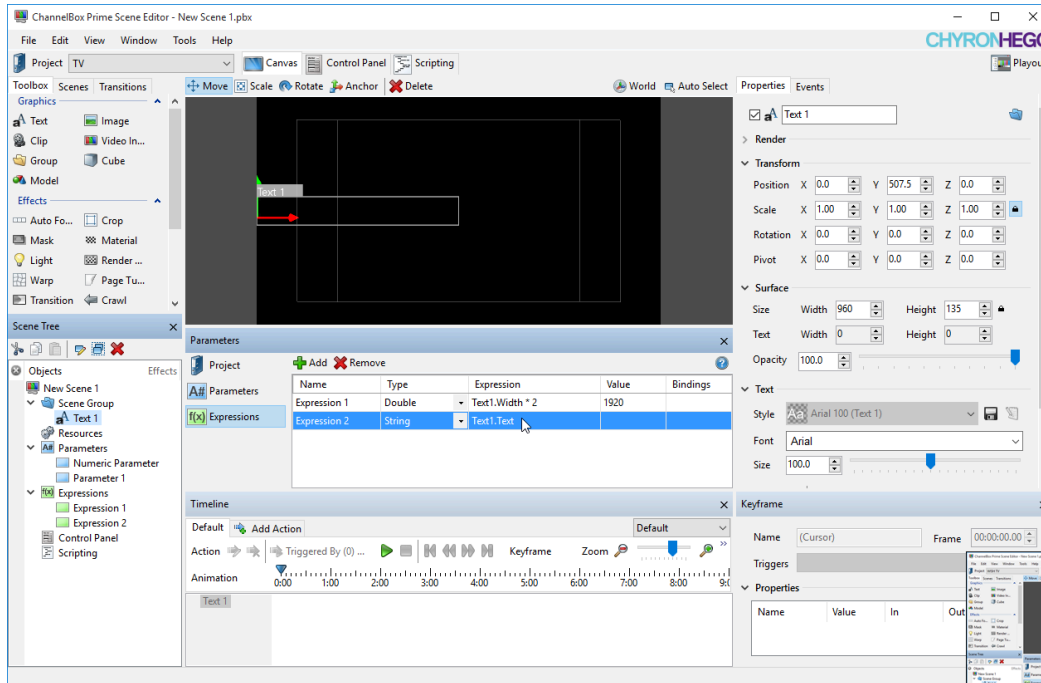 ChannelBox Prime Scene Editor - New Scene 1.pbx
File Edit View Window Tools Help
CHYRONHEGO
Project TV Canvas Control Panel Scripting Playou
Toolbox Scenes Transitions
Move Scale Rotate Anchor Delete World Auto Select
Properties Events
Graphics
Text Image
Clip Video In...
Group Cube
Model
Effects
Auto Fo... Crop
Mask Material
Light Render ...
Warp Page Tu...
Transition Crawl
Text 1
Text 1
Render
Transform
Position X 0.0 Y 507.5 Z 0.0
Scale X 1.00 Y 1.00 Z 1.00
Rotation X 0.0 Y 0.0 Z 0.0
Pivot X 0.0 Y 0.0 Z 0.0
Surface
Size Width 960 Height 135
Text Width 0 Height 0
Opacity 100.0
Text
Style Aa Arial 100 (Text 1)
Font Arial
Size 100.0
Scene Tree
Objects Effects
New Scene 1
Scene Group
Text 1
Resources
Parameters
Numeric Parameter
Parameter 1
Expressions
Expression 1
Expression 2
Control Panel
Scripting
Parameters
Project Add Remove
A# Parameters
f(x) Expressions
Name Type Expression Value Bindings
Expression 1 Double Text1.Width * 2 1920
Expression 2 String Text1.Text
Timeline
Default Add Action Default
Action Triggered By (0) ... Keyframe Zoom
Animation 0:00 1:00 2:00 3:00 4:00 5:00 6:00 7:00 8:00 9:(
Text 1
Keyframe
Name (Cursor) Frame 00:00:00.00
Triggers
Properties
Name Value In Out